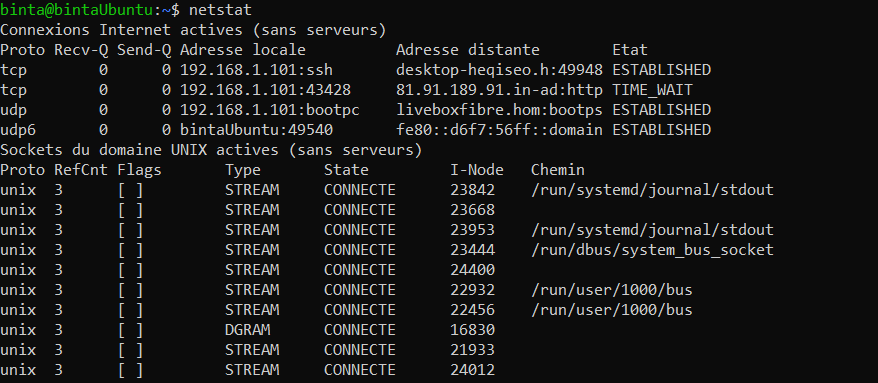 binta@bintaUbuntu:~$ netstat
Connexions Internet actives (sans serveurs)
Proto Recv-Q Send-Q Adresse locale          Adresse distante        Etat
tcp        0      0 192.168.1.101:ssh       desktop-heqiseo.h:49948 ESTABLISHED
tcp        0      0 192.168.1.101:43428     81.91.189.91.in-ad:http TIME_WAIT
udp        0      0 192.168.1.101:bootpc    liveboxfibre.hom:bootps ESTABLISHED
udp6       0      0 bintaUbuntu:49540       fe80::d6f7:56ff::domain ESTABLISHED
Sockets du domaine UNIX actives (sans serveurs)
Proto RefCnt Flags       Type       State         I-Node   Chemin
unix  3      [ ]         STREAM     CONNECTE      23842    /run/systemd/journal/stdout
unix  3      [ ]         STREAM     CONNECTE      23668
unix  3      [ ]         STREAM     CONNECTE      23953    /run/systemd/journal/stdout
unix  3      [ ]         STREAM     CONNECTE      23444    /run/dbus/system_bus_socket
unix  3      [ ]         STREAM     CONNECTE      24400
unix  3      [ ]         STREAM     CONNECTE      22932    /run/user/1000/bus
unix  3      [ ]         STREAM     CONNECTE      22456    /run/user/1000/bus
unix  3      [ ]         DGRAM      CONNECTE      16830
unix  3      [ ]         STREAM     CONNECTE      21933
unix  3      [ ]         STREAM     CONNECTE      24012